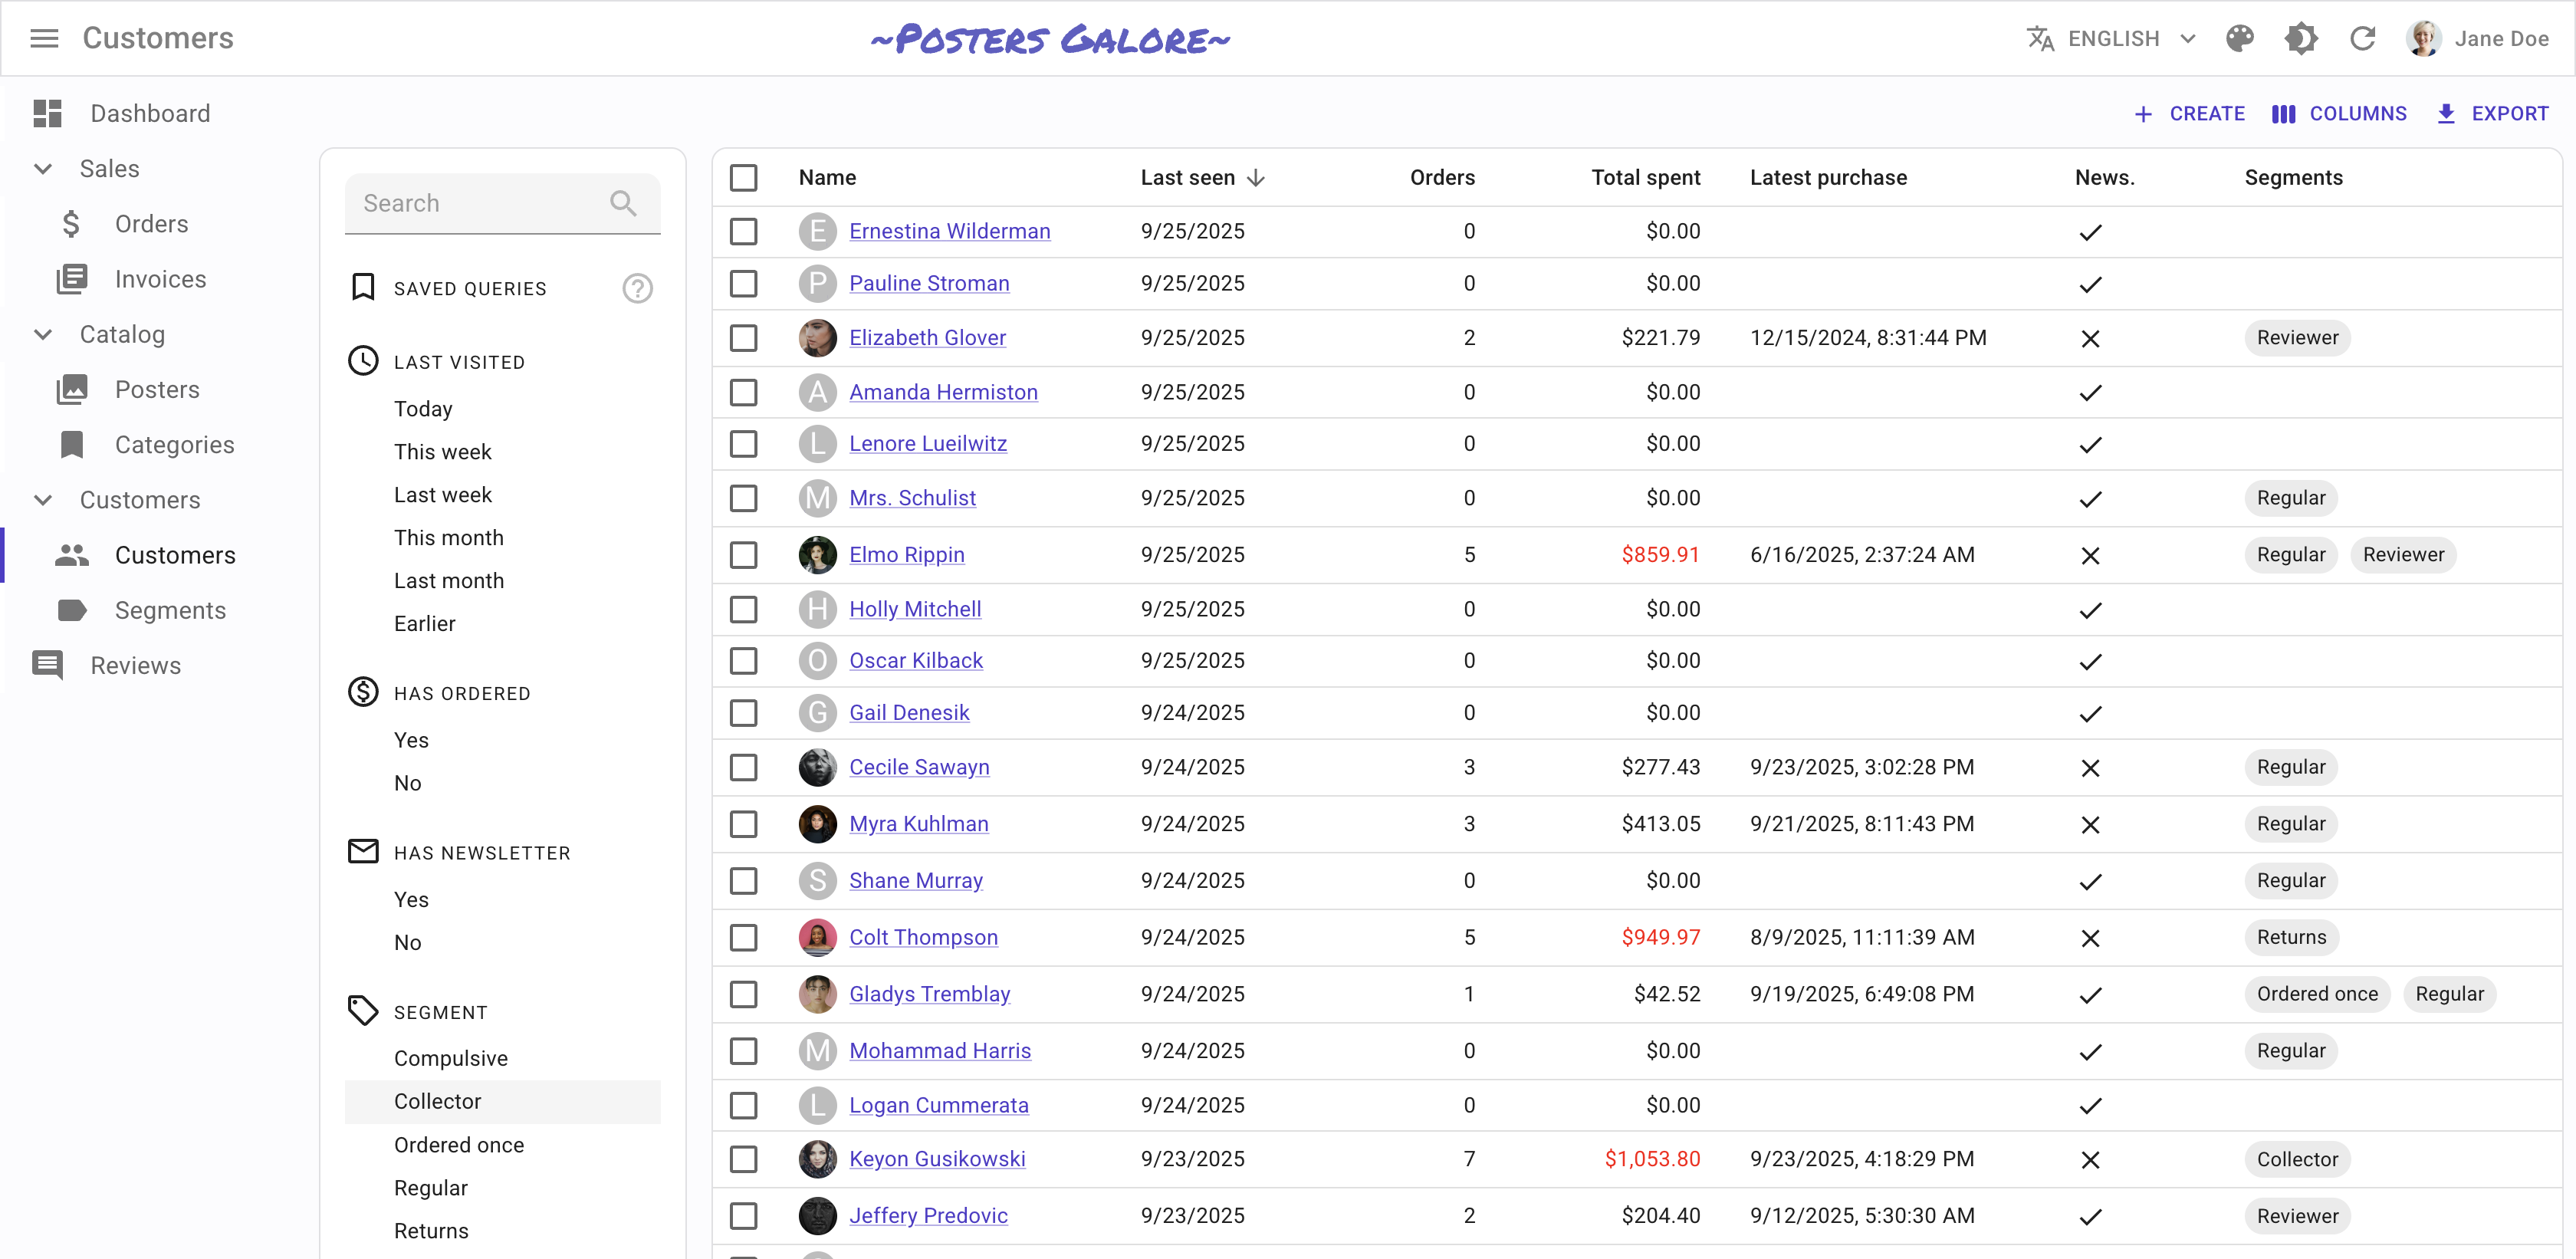 Customers
~Posters Galore~
ENGLISH
Jane Doe
Dashboard
Sales
Orders
Invoices
Catalog
Posters
Categories
Customers
Customers
Segments
Reviews
CREATE COLUMNS EXPORT
Search
SAVED QUERIES ?
LAST VISITED
Today
This week
Last week
This month
Last month
Earlier
HAS ORDERED
Yes
No
HAS NEWSLETTER
Yes
No
SEGMENT
Compulsive
Collector
Ordered once
Regular
Returns
Name Last seen Orders Total spent Latest purchase News. Segments
E Ernestina Wilderman 9/25/2025 0 $0.00
P Pauline Stroman 9/25/2025 0 $0.00
Elizabeth Glover 9/25/2025 2 $221.79 12/15/2024, 8:31:44 PM Reviewer
A Amanda Hermiston 9/25/2025 0 $0.00
L Lenore Lueilwitz 9/25/2025 0 $0.00
M Mrs. Schulist 9/25/2025 0 $0.00 Regular
Elmo Rippin 9/25/2025 5 $859.91 6/16/2025, 2:37:24 AM Regular Reviewer
H Holly Mitchell 9/25/2025 0 $0.00
O Oscar Kilback 9/25/2025 0 $0.00
G Gail Denesik 9/24/2025 0 $0.00
Cecile Sawayn 9/24/2025 3 $277.43 9/23/2025, 3:02:28 PM Regular
Myra Kuhlman 9/24/2025 3 $413.05 9/21/2025, 8:11:43 PM Regular
S Shane Murray 9/24/2025 0 $0.00 Regular
Colt Thompson 9/24/2025 5 $949.97 8/9/2025, 11:11:39 AM Returns
Gladys Tremblay 9/24/2025 1 $42.52 9/19/2025, 6:49:08 PM Ordered once Regular
M Mohammad Harris 9/24/2025 0 $0.00 Regular
L Logan Cummerata 9/24/2025 0 $0.00
Keyon Gusikowski 9/23/2025 7 $1,053.80 9/23/2025, 4:18:29 PM Collector
Jeffery Predovic 9/23/2025 2 $204.40 9/12/2025, 5:30:30 AM Reviewer